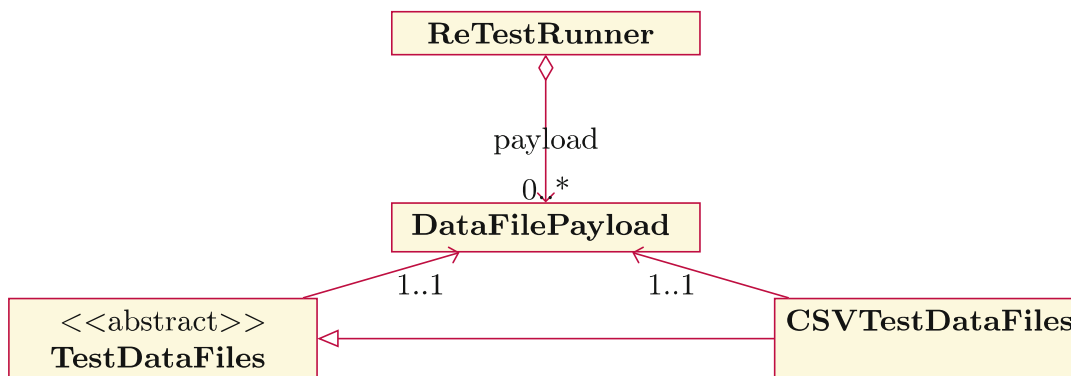 ReTestRunner
payload
0..*
DataFilePayload
1..1
1..1
<<abstract>>
TestDataFiles
CSVTestDataFiles